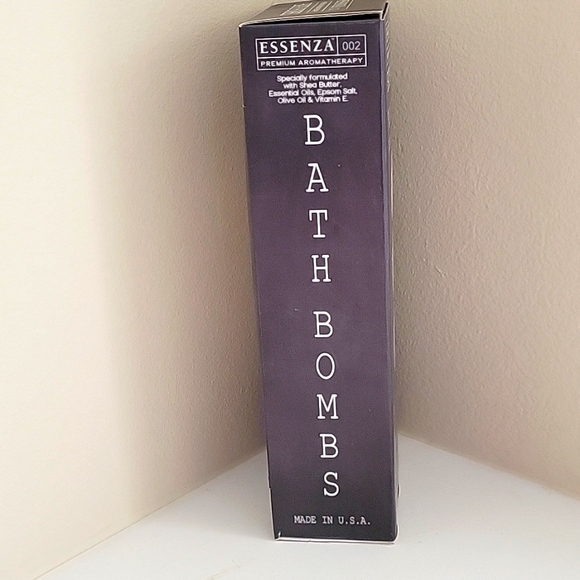 ESSENZA™ 002
PREMIUM AROMATHERAPY
Specially formulated
with Shea Butter,
Essential Oils, Epsom Salt,
Olive Oil & Vitamin E.
BATH BOMBS
MADE IN U.S.A.